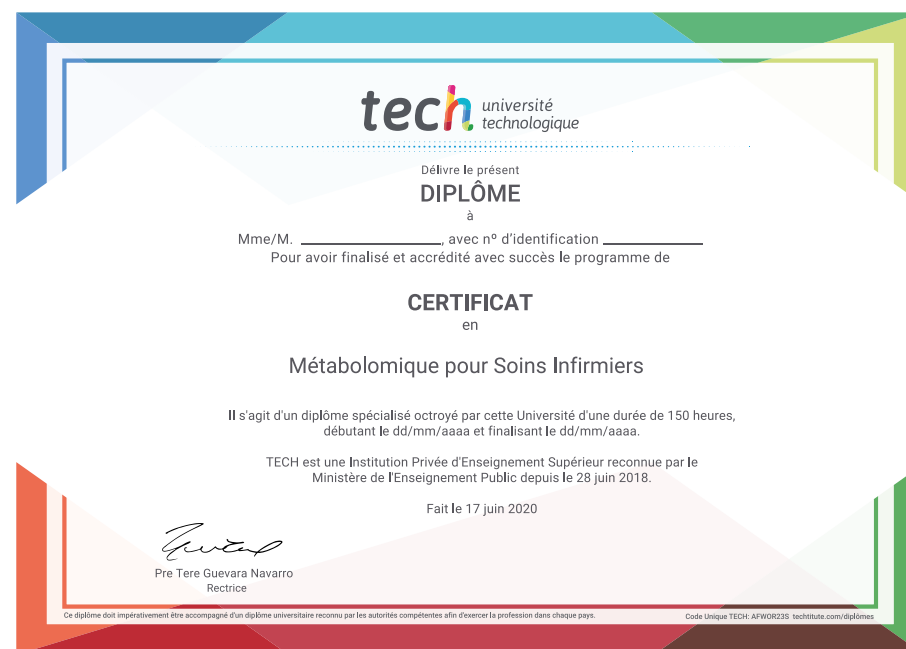 tech université
technologique
Délivre le présent
DIPLÔME
à
Mme/M. ____________________, avec nº d'identification ______________
Pour avoir finalisé et accrédité avec succès le programme de
CERTIFICAT
en
Métabolomique pour Soins Infirmiers
Il s'agit d'un diplôme spécialisé octroyé par cette Université d'une durée de 150 heures,
débutant le dd/mm/aaaa et finalisant le dd/mm/aaaa.
TECH est une Institution Privée d'Enseignement Supérieur reconnue par le
Ministère de l'Enseignement Public depuis le 28 juin 2018.
Fait le 17 juin 2020
Pre Tere Guevara Navarro
Rectrice
Ce diplôme doit impérativement être accompagné d'un diplôme universitaire reconnu par les autorités compétentes afin d'exercer la profession dans chaque pays.
Code Unique TECH: AFWOR23S techtitute.com/diplômes